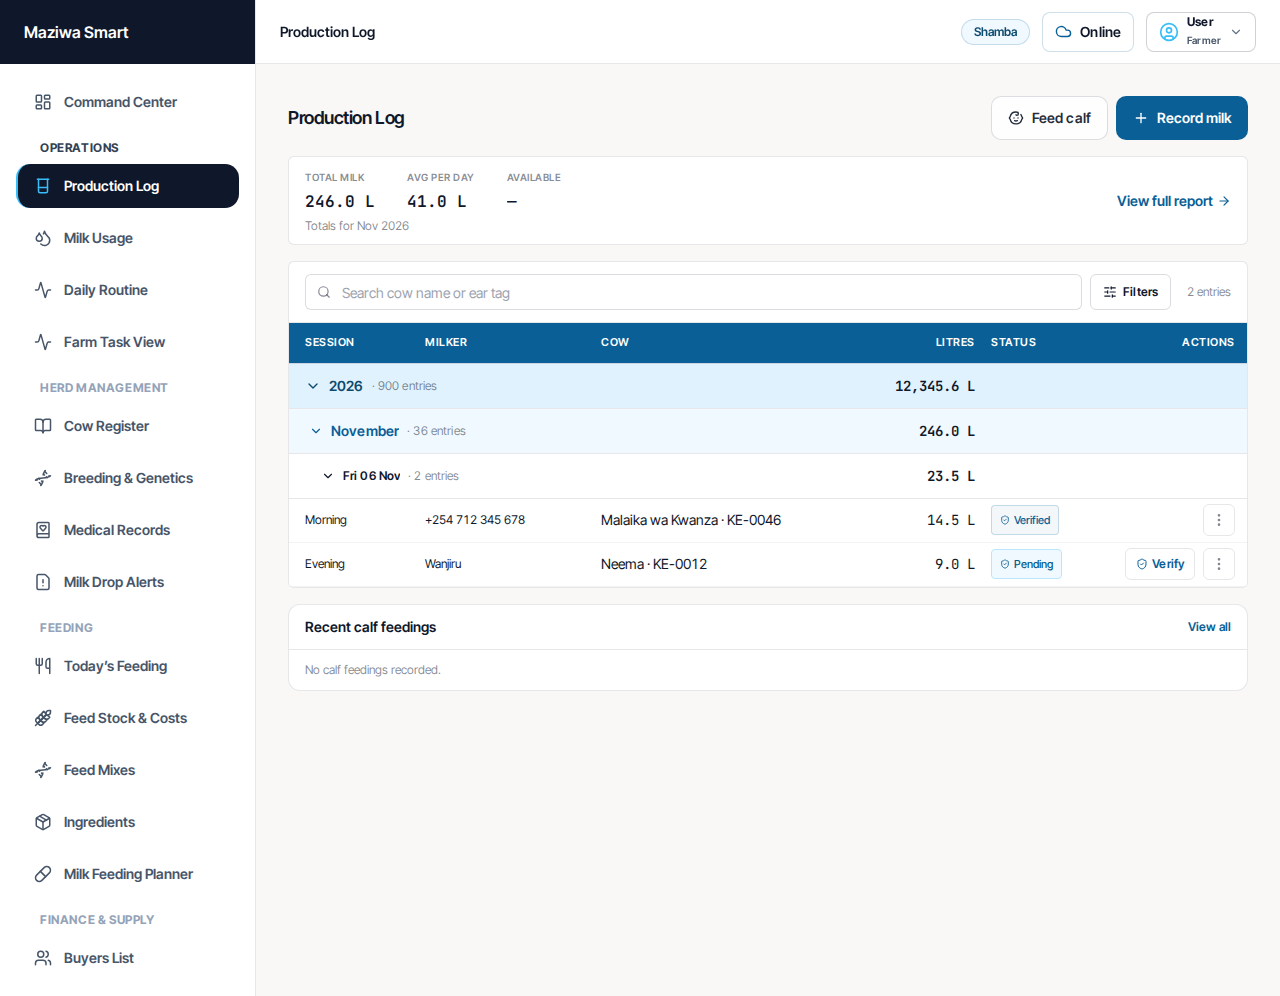 Maziwa Smart
Production Log
Shamba
Online
User
Farmer
Command Center
OPERATIONS
Production Log
Milk Usage
Daily Routine
Farm Task View
HERD MANAGEMENT
Cow Register
Breeding & Genetics
Medical Records
Milk Drop Alerts
FEEDING
Today's Feeding
Feed Stock & Costs
Feed Mixes
Ingredients
Milk Feeding Planner
FINANCE & SUPPLY
Buyers List
Production Log
Feed calf
Record milk
TOTAL MILK AVG PER DAY AVAILABLE
246.0 L 41.0 L –
Totals for Nov 2026
View full report →
Search cow name or ear tag
Filters
2 entries
SESSION MILKER COW LITRES STATUS ACTIONS
2026 · 900 entries 12,345.6 L
November · 36 entries 246.0 L
Fri 06 Nov · 2 entries 23.5 L
Morning +254 712 345 678 Malaika wa Kwanza · KE-0046 14.5 L Verified
Evening Wanjiru Neema · KE-0012 9.0 L Pending Verify
Recent calf feedings View all
No calf feedings recorded.